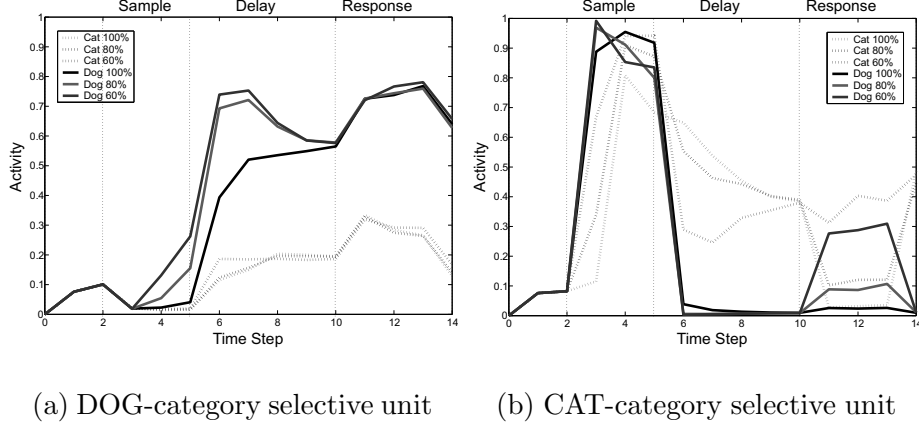 Sample Delay Response
1
0.9
0.8
0.7
0.6
0.5
0.4
0.3
0.2
0.1
0
Activity
Cat 100%
Cat 80%
Cat 60%
Dog 100%
Dog 80%
Dog 60%
0 2 4 6 8 10 12 14
Time Step
(a) DOG-category selective unit
Sample Delay Response
1
0.9
0.8
0.7
0.6
0.5
0.4
0.3
0.2
0.1
0
Activity
Cat 100%
Cat 80%
Cat 60%
Dog 100%
Dog 80%
Dog 60%
0 2 4 6 8 10 12 14
Time Step
(b) CAT-category selective unit